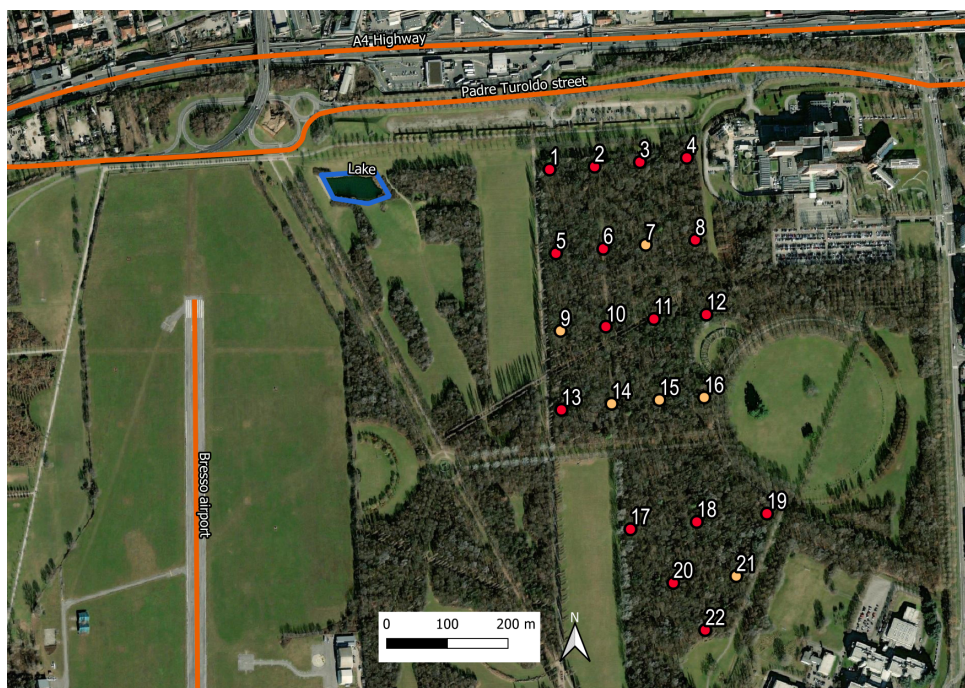 A4 Highway
Padre Turoldo street
Lake
1 2 3 4
5 6 7 8
9 10 11 12
13 14 15 16
Bresso airport
17 18 19
20 21
22
0 100 200 m
N